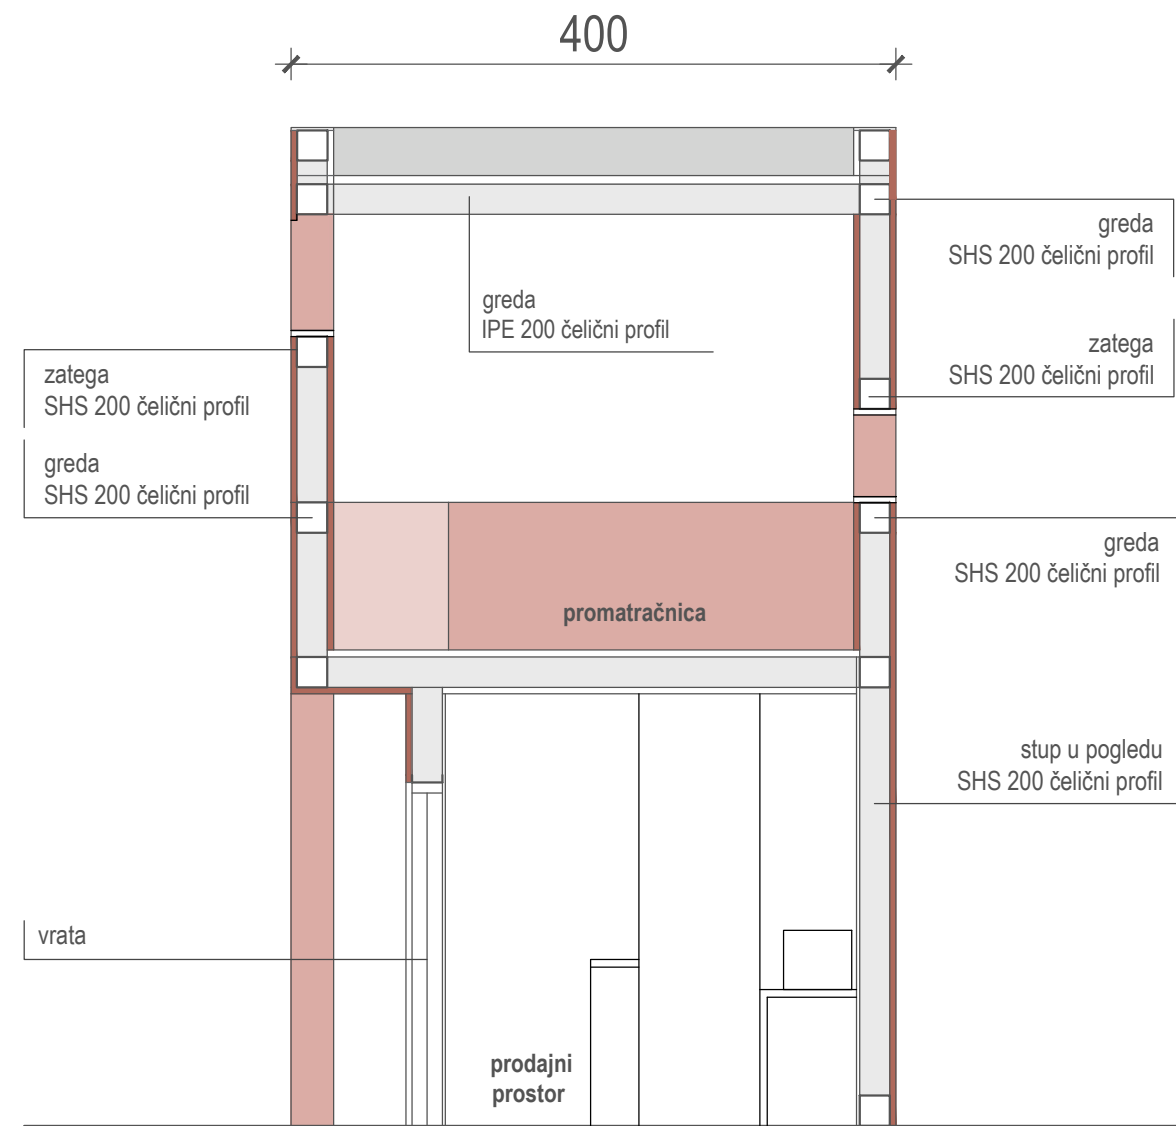 400
greda
SHS 200 čelični profil
greda
IPE 200 čelični profil
zatega
SHS 200 čelični profil
zatega
SHS 200 čelični profil
greda
SHS 200 čelični profil
greda
SHS 200 čelični profil
promatračnica
stup u pogledu
SHS 200 čelični profil
vrata
prodajni
prostor